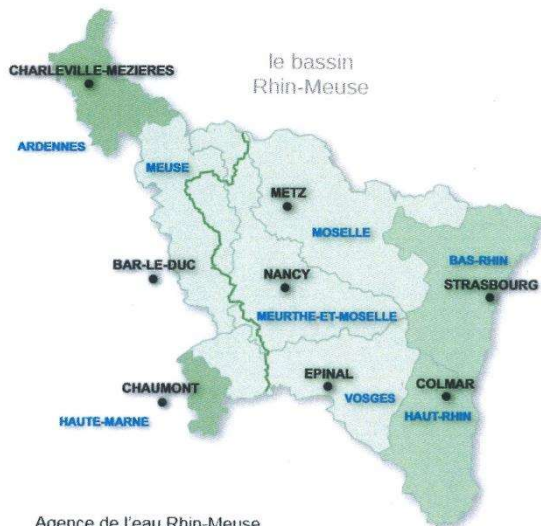 le bassin
Rhin-Meuse
CHARLEVILLE-MEZIERES
ARDENNES
MEUSE
METZ
MOSELLE
BAR-LE-DUC
NANCY
BAS-RHIN
STRASBOURG
MEURTHE-ET-MOSELLE
CHAUMONT
EPINAL
COLMAR
VOSGES
HAUTE-MARNE
HAUT-RHIN
Agence de l'eau Rhin-Meuse